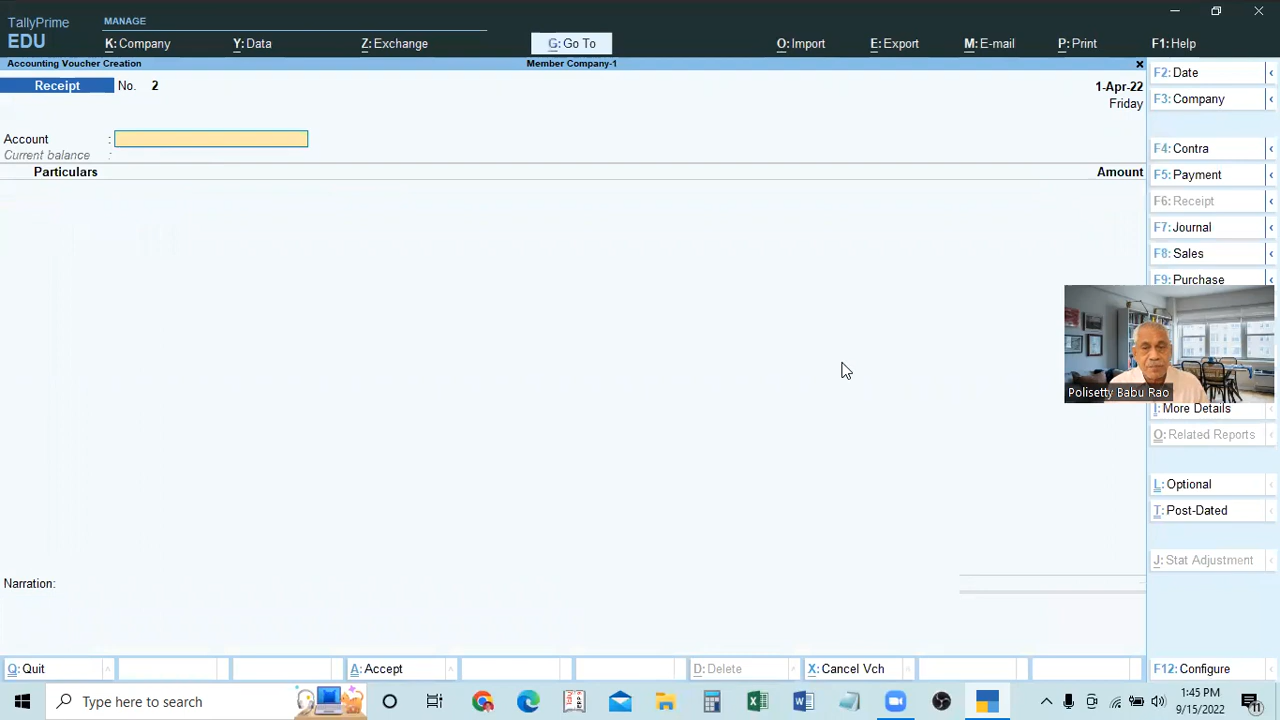 TallyPrime
EDU
MANAGE
K: Company
Y: Data
Z: Exchange
G: Go To
O: Import
E: Export
M: E-mail
P: Print
F1: Help
Accounting Voucher Creation
Member Company-1
×
Receipt No. 2
1-Apr-22
Friday
Account :
Current balance :
Particulars
Amount
Narration:
F2: Date
F3: Company
F4: Contra
F5: Payment
F6: Receipt
F7: Journal
F8: Sales
F9: Purchase
Polisetty Babu Rao
I: More Details
O: Related Reports
L: Optional
T: Post-Dated
J: Stat Adjustment
F12: Configure
Q: Quit
A: Accept
D: Delete
X: Cancel Vch
Type here to search
1:45 PM
9/15/2022